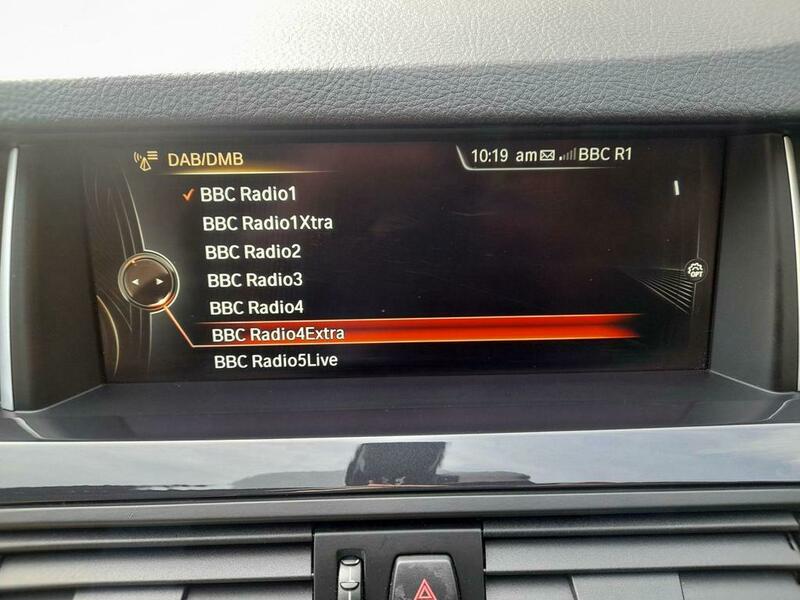 DAB/DMB
10:19 am BBC R1
BBC Radio1
BBC Radio1Xtra
BBC Radio2
BBC Radio3
BBC Radio4
BBC Radio4Extra
BBC Radio5Live
OPT